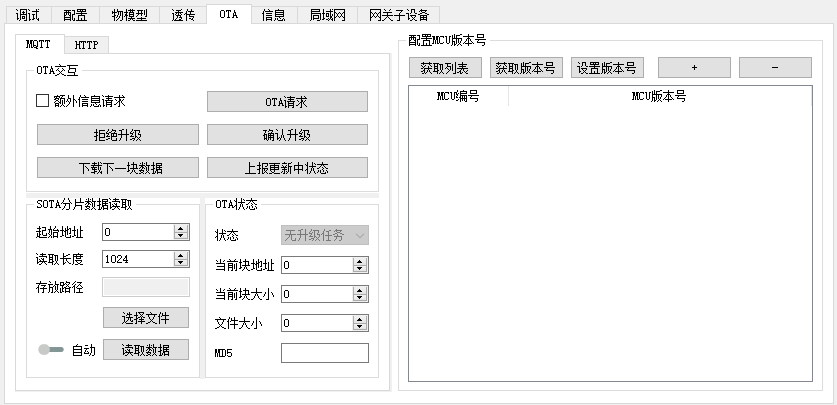 调试 配置 物模型 透传 OTA 信息 局域网 网关子设备
MQTT HTTP
OTA交互
额外信息请求 OTA请求
拒绝升级 确认升级
下载下一块数据 上报更新中状态
SOTA分片数据读取
起始地址 0
读取长度 1024
存放路径
选择文件
自动 读取数据
OTA状态
状态 无升级任务
当前块地址 0
当前块大小 0
文件大小 0
MD5
配置MCU版本号
获取列表 获取版本号 设置版本号 + -
MCU编号 MCU版本号